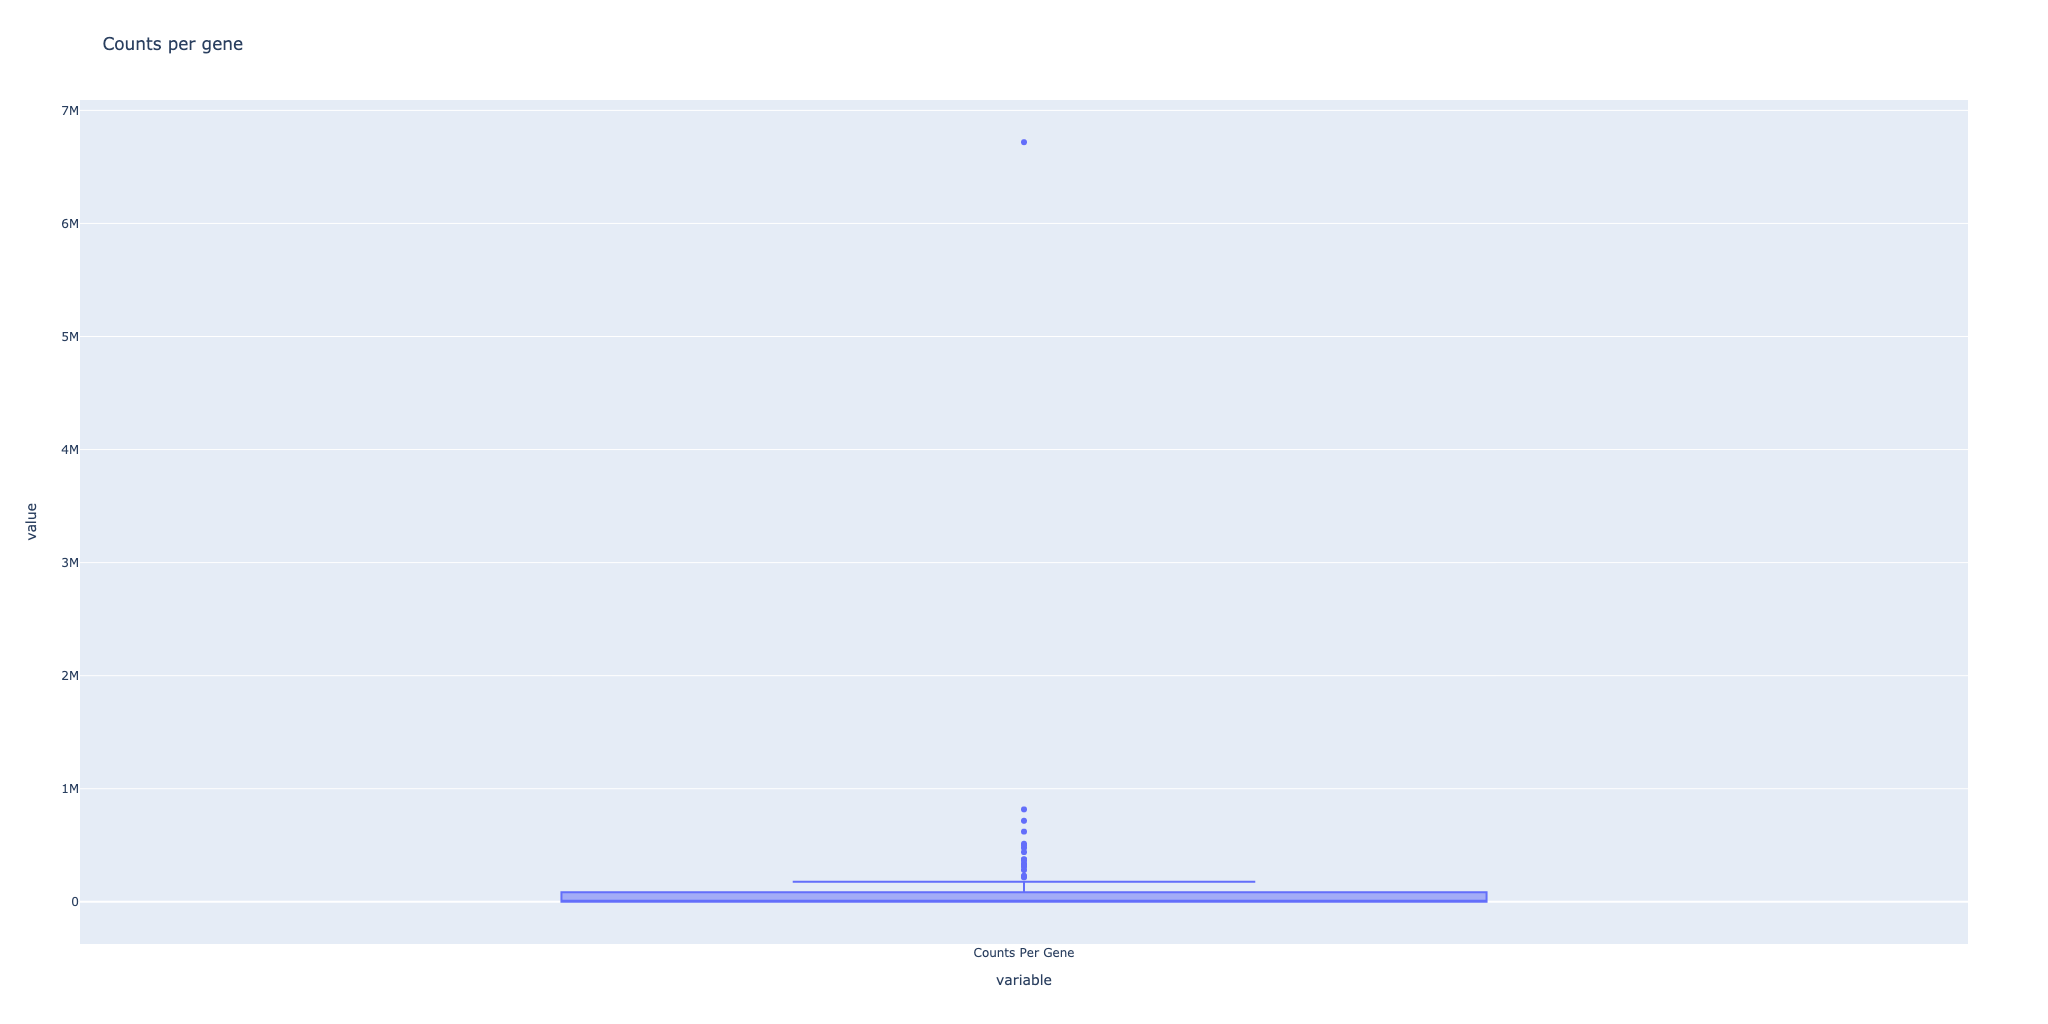 Counts per gene
7M
6M
5M
4M
3M
2M
1M
0
value
Counts Per Gene
variable